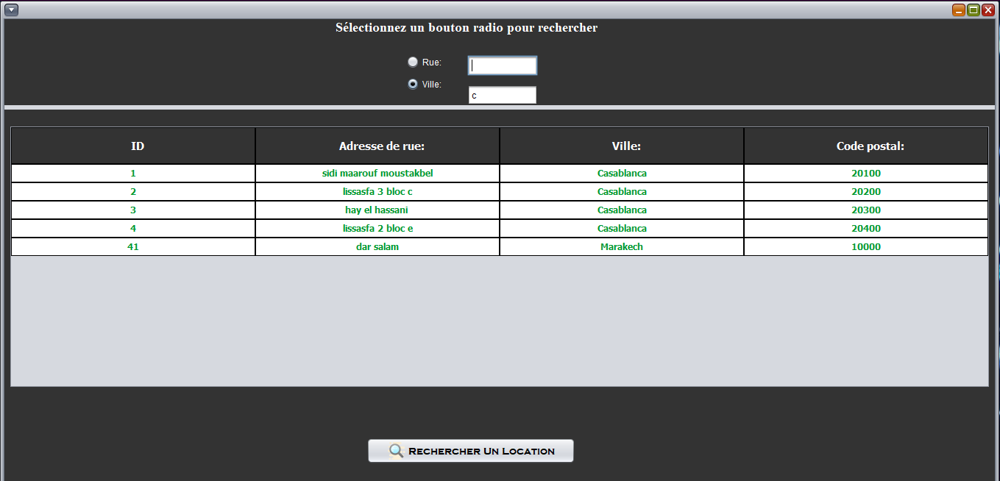 Sélectionnez un bouton radio pour rechercher
Rue:
Ville:
c
ID Adresse de rue: Ville: Code postal:
1 sidi maarouf moustakbel Casablanca 20100
2 lissasfa 3 bloc c Casablanca 20200
3 hay el hassani Casablanca 20300
4 lissasfa 2 bloc e Casablanca 20400
41 dar salam Marakech 10000
Rechercher Un Location